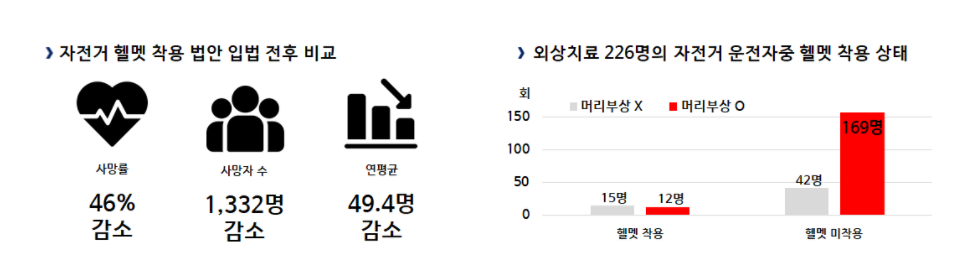 ❯ 자전거 헬멧 착용 법안 입법 전후 비교
사망률
46%
감소
사망자 수
1,332명
감소
연평균
49.4명
감소
❯ 외상치료 226명의 자전거 운전자중 헬멧 착용 상태
회
머리부상 X 머리부상 O
150
100
50
0
15명 12명
42명 169명
헬멧 착용 헬멧 미착용